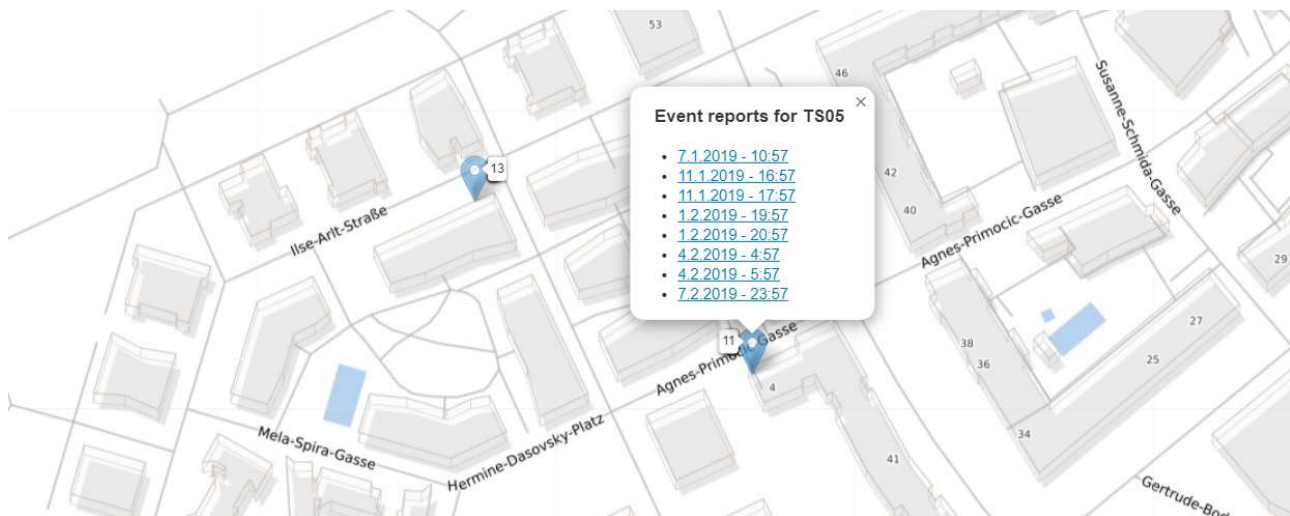 53
46
Event reports for TS05
×
• 7.1.2019 - 10:57
• 11.1.2019 - 16:57
• 11.1.2019 - 17:57
• 1.2.2019 - 19:57
• 1.2.2019 - 20:57
• 4.2.2019 - 4:57
• 4.2.2019 - 5:57
• 7.2.2019 - 23:57
Susanne-Schmida-Gasse
13
42
40
Ilse-Arlt-Straße
Agnes-Primocic-Gasse
29
27
11
Agnes-Primocic-Gasse
38
36
25
4
Hermine-Dasovsky-Platz
Mela-Spira-Gasse
34
41
Gertrude-Bod